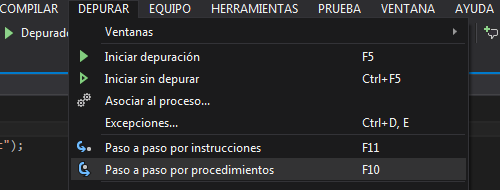 COMPILAR DEPURAR EQUIPO HERRAMIENTAS PRUEBA VENTANA AYUDA
Depurado
Ventanas
Iniciar depuración F5
Iniciar sin depurar Ctrl+F5
Asociar al proceso...
Excepciones... Ctrl+D, E
");
Paso a paso por instrucciones F11
Paso a paso por procedimientos F10